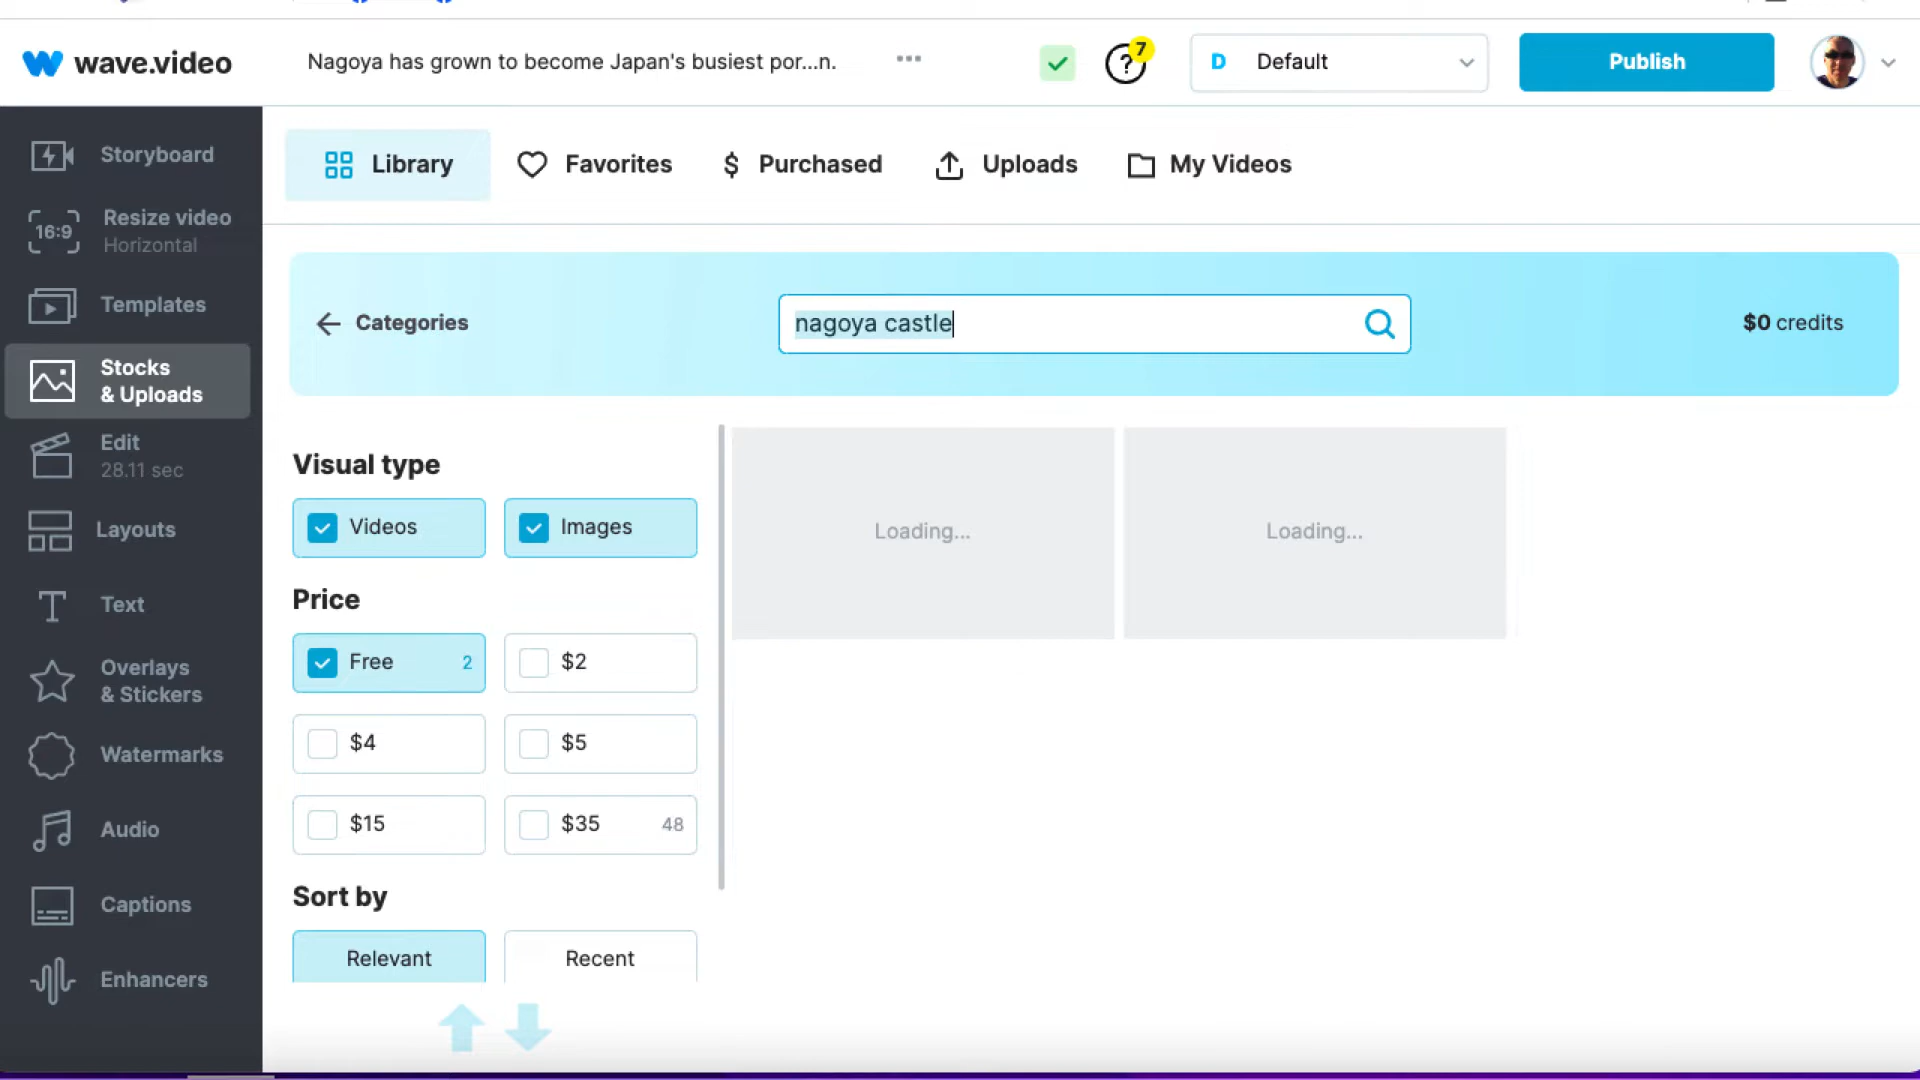 wave.video
Nagoya has grown to become Japan's busiest por...n.
7
?
D Default
Publish
Storyboard
16:9
Resize video
Horizontal
Templates
Stocks
& Uploads
Edit
28.11 sec
Layouts
Text
Overlays
& Stickers
Watermarks
Audio
Captions
Enhancers
Library
Favorites
$ Purchased
Uploads
My Videos
Categories
nagoya castle
$0 credits
Visual type
Videos
Images
Price
Free 2
$2
$4
$5
$15
$35 48
Sort by
Relevant
Recent
Loading...
Loading...